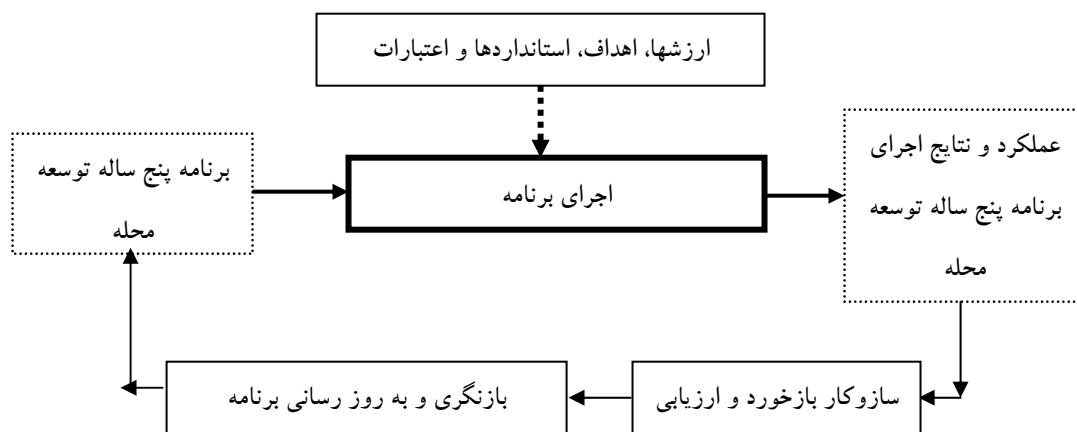 ارزشها، اهداف، استانداردها و اعتبارات
عملکرد و نتایج اجرای
برنامه پنج ساله توسعه
محله
اجرای برنامه
برنامه پنج ساله توسعه
محله
سازوکار بازخورد و ارزیابی
بازنگری و به روز رسانی برنامه